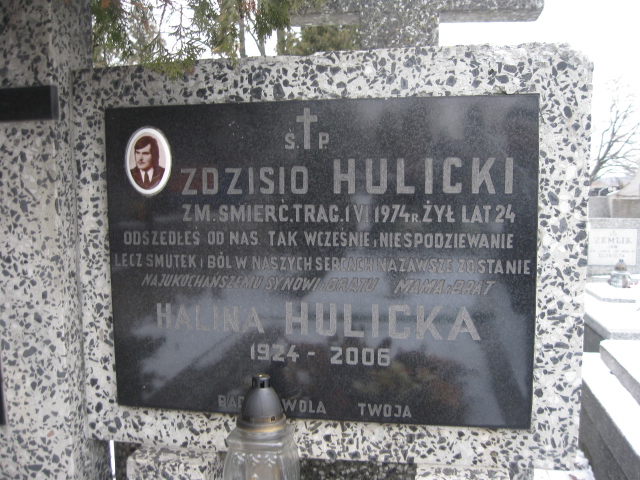 Ś.†P.
ZDZISIO HULICKI
ZM. ŚMIERĆ. TRAG. I VI 1974 R. ŻYŁ LAT 24
ODSZEDŁEŚ OD NAS TAK WCZEŚNIE i NIESPODZIEWANIE
LECZ SMUTEK i BÓL W NASZYCH SERCACH NA ZAWSZE ZOSTANIE
NAJUKOCHAŃSZEMU SYNOWI i BRATU MAMA i BRAT
HALINA HULICKA
1924 - 2006
WOLA TWOJA
ZEMLIK